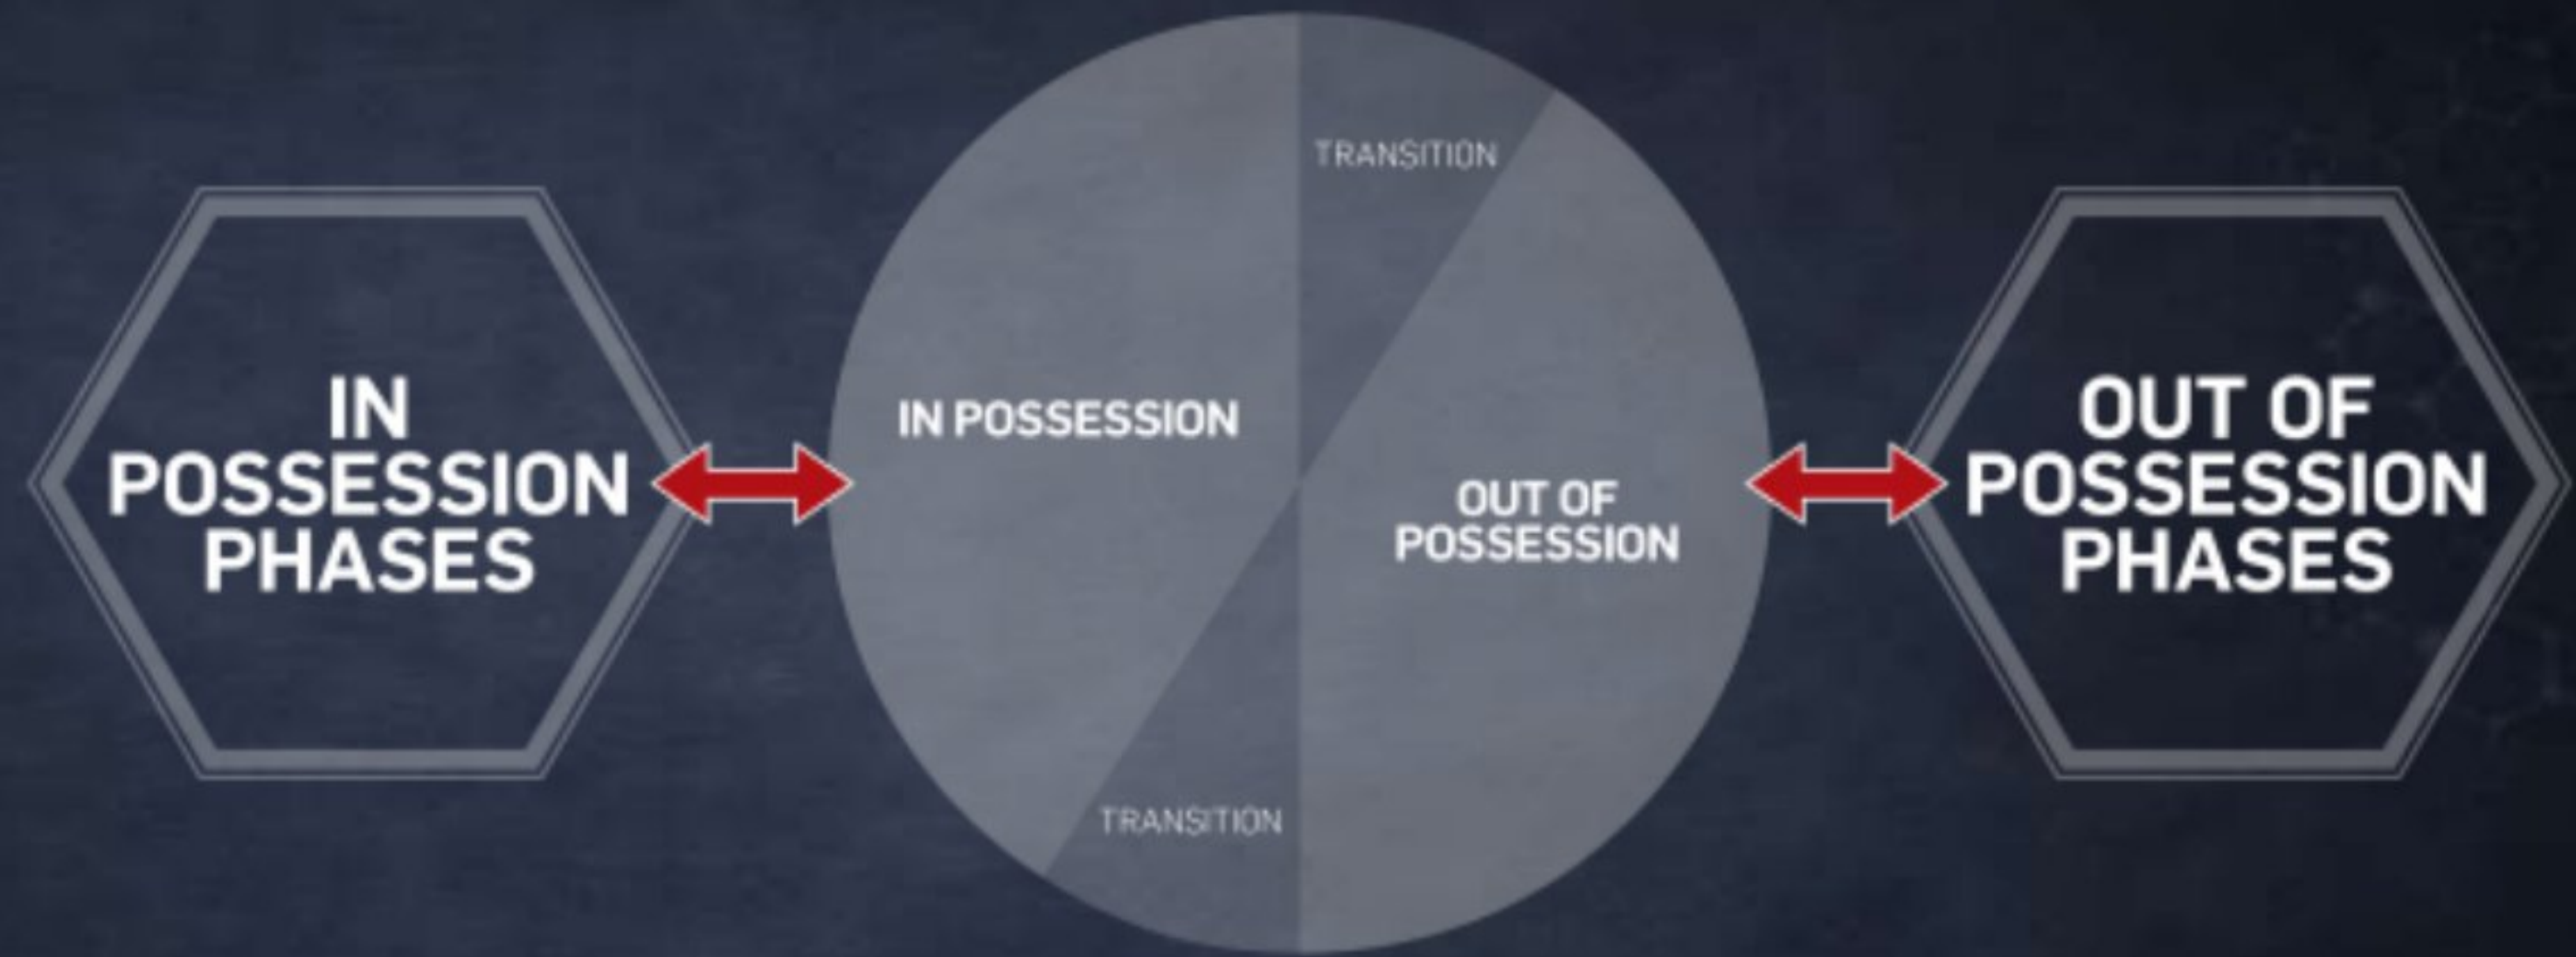 IN
POSSESSION
PHASES
TRANSITION
IN POSSESSION
OUT OF
POSSESSION
TRANSITION
OUT OF
POSSESSION
PHASES